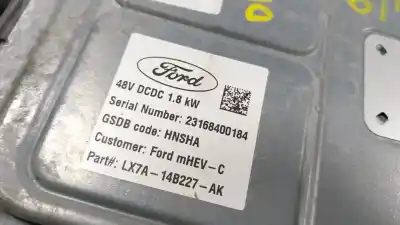 Ford
48V DCDC 1.8 kW
Serial Number: 23168400184
GSDB code: HNSHA
Customer: Ford mHEV-C
Part#: LX7A-14B227-AK